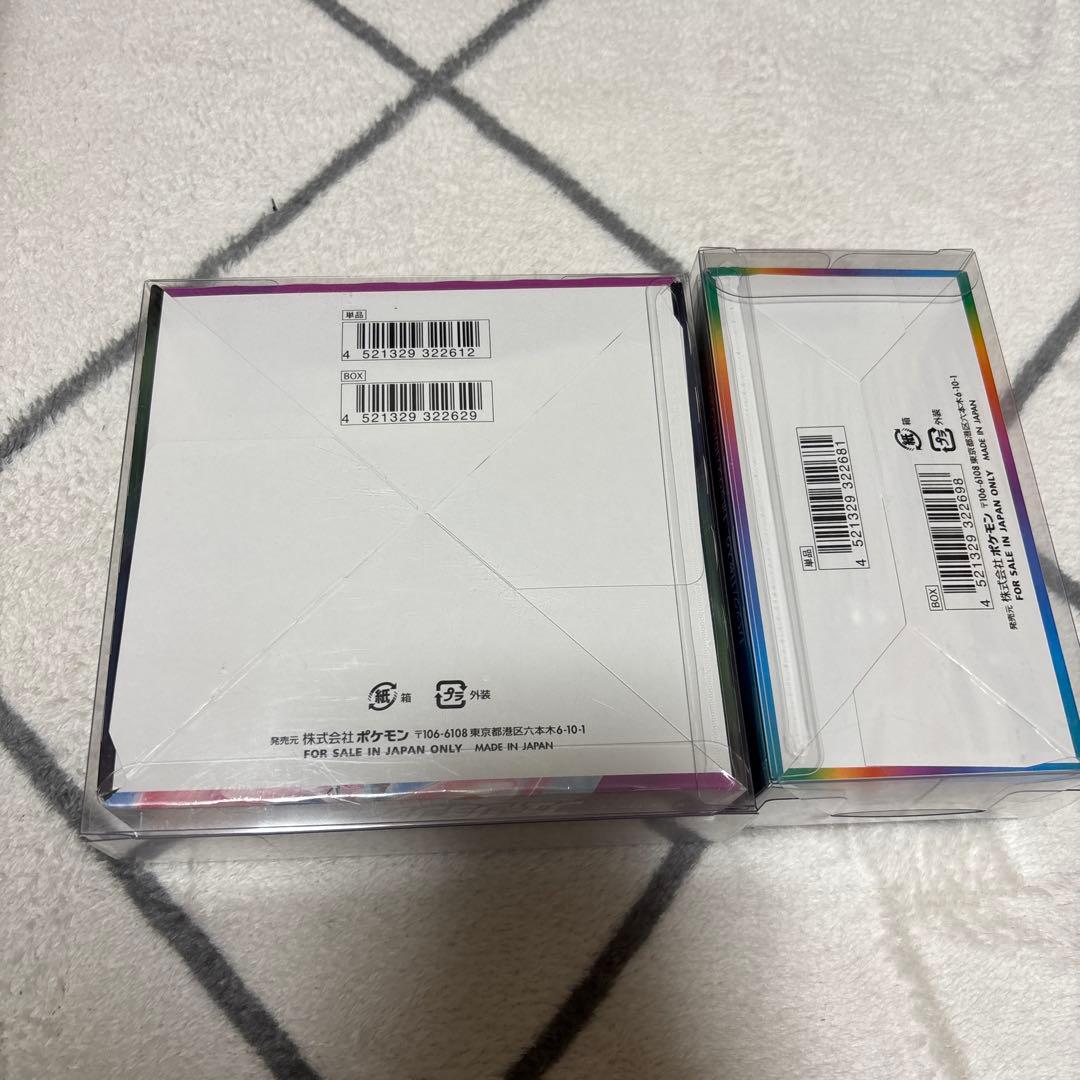 単品
4 521329 322612
BOX
4 521329 322629
紙 箱 プラ 外装
発売元 株式会社ポケモン 〒106-6108 東京都港区六本木6-10-1
FOR SALE IN JAPAN ONLY MADE IN JAPAN
単品
4 521329 322681
紙 箱 プラ 外装
BOX
4 521329 322698
発売元 株式会社ポケモン 〒106-6108 東京都港区六本木6-10-1
FOR SALE IN JAPAN ONLY MADE IN JAPAN